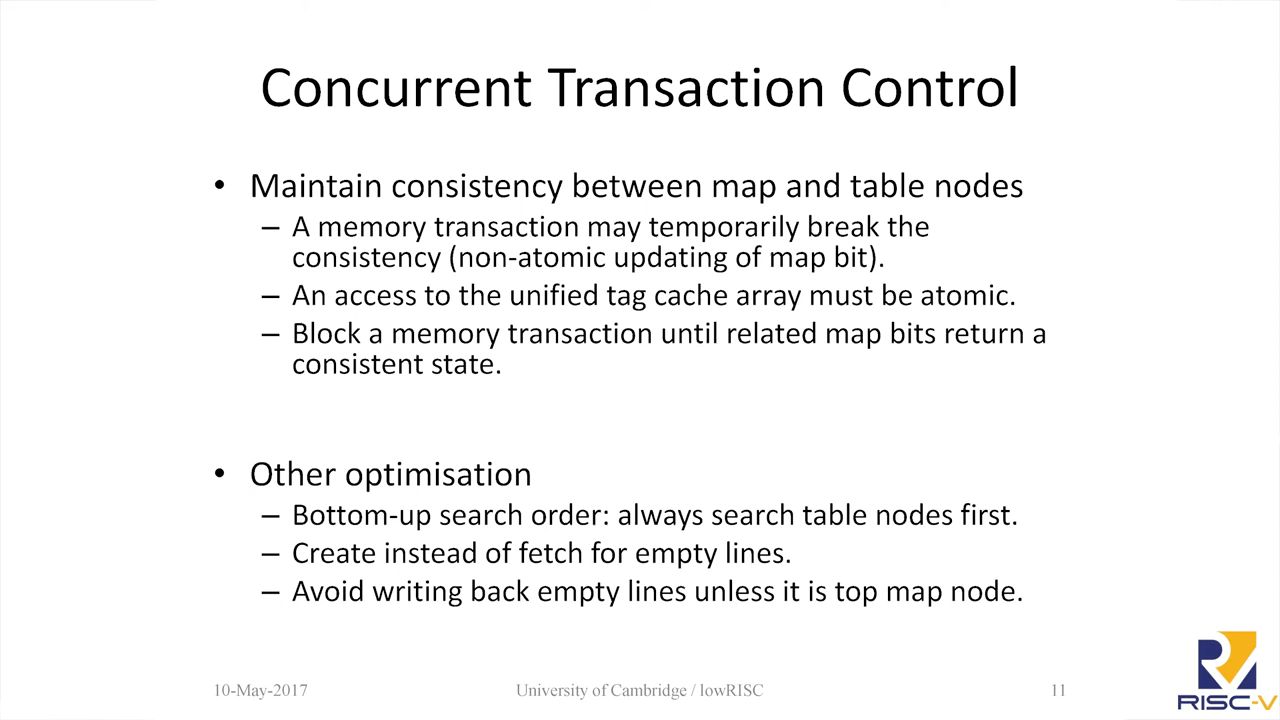 Concurrent Transaction Control
• Maintain consistency between map and table nodes
– A memory transaction may temporarily break the
consistency (non-atomic updating of map bit).
– An access to the unified tag cache array must be atomic.
– Block a memory transaction until related map bits return a
consistent state.
• Other optimisation
– Bottom-up search order: always search table nodes first.
– Create instead of fetch for empty lines.
– Avoid writing back empty lines unless it is top map node.
10-May-2017 University of Cambridge / lowRISC 11
RISC-V